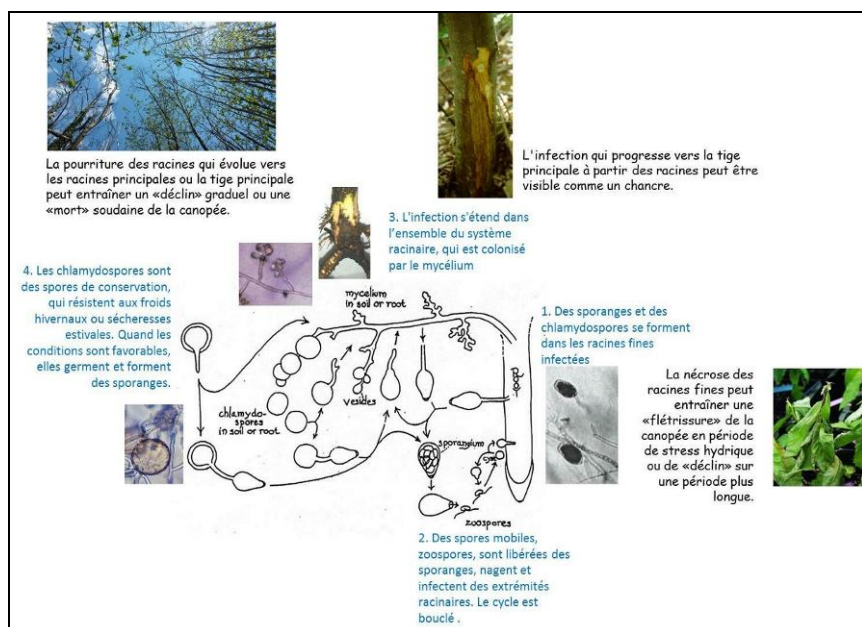 La pourriture des racines qui évolue vers
les racines principales ou la tige principale
peut entraîner un «déclin» graduel ou une
«mort» soudaine de la canopée.
L'infection qui progresse vers la tige
principale à partir des racines peut être
visible comme un chancre.
3. L'infection s'étend dans
l'ensemble du système
racinaire, qui est colonisé
par le mycélium
4. Les chlamydospores sont
des spores de conservation,
qui résistent aux froids
hivernaux ou sécheresses
estivales. Quand les
conditions sont favorables,
elles germent et forment
des sporanges.
mycelium
in soil or root
1. Des sporanges et des
chlamydospores se forment
dans les racines fines
infectées
La nécrose des
racines fines peut
entraîner une
«flétrissure» de la
canopée en période
de stress hydrique
ou de «déclin» sur
une période plus
longue.
chlamydo-
spores
in soil or root
vesicles
sporangium
zoospores
2. Des spores mobiles,
zoospores, sont libérées des
sporanges, nagent et
infectent des extrémités
racinaires. Le cycle est
bouclé .